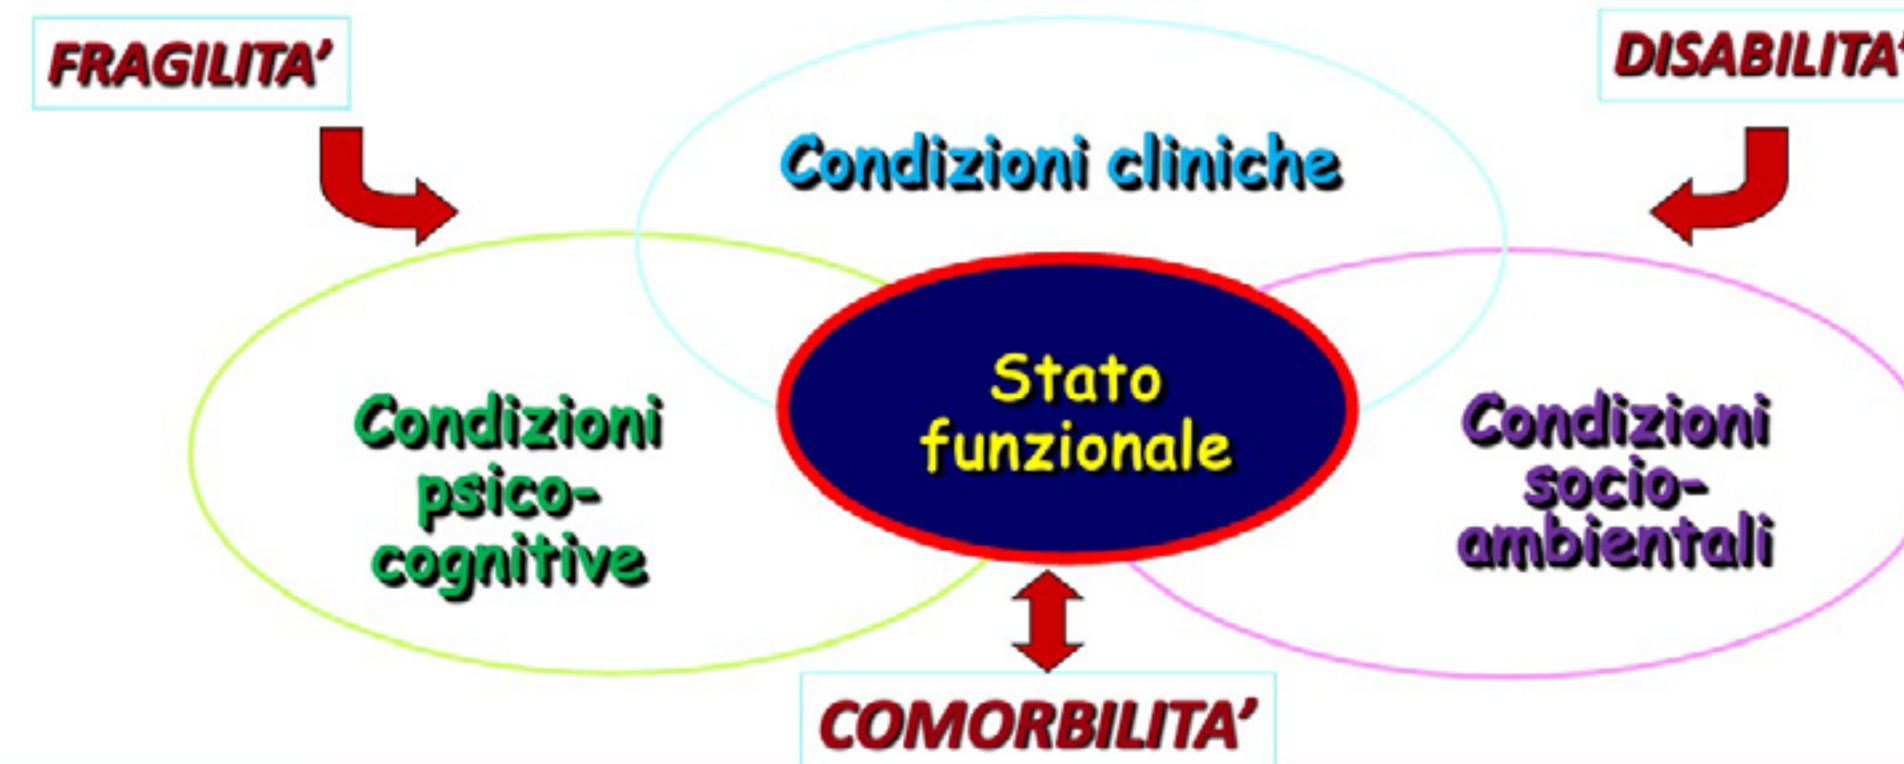 FRAGILITA’
DISABILITA’
Condizioni cliniche
Stato
funzionale
Condizioni
psico-
cognitive
Condizioni
socio-
ambientali
COMORBILITA’